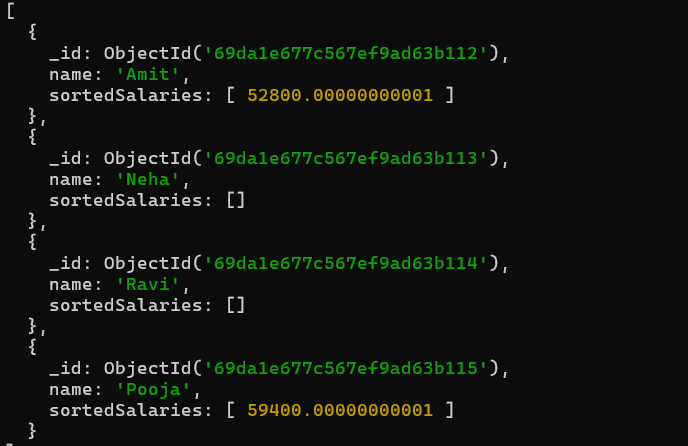 [
  {
    _id: ObjectId('69da1e677c567ef9ad63b112'),
    name: 'Amit',
    sortedSalaries: [ 52800.00000000001 ]
  },
  {
    _id: ObjectId('69da1e677c567ef9ad63b113'),
    name: 'Neha',
    sortedSalaries: []
  },
  {
    _id: ObjectId('69da1e677c567ef9ad63b114'),
    name: 'Ravi',
    sortedSalaries: []
  },
  {
    _id: ObjectId('69da1e677c567ef9ad63b115'),
    name: 'Pooja',
    sortedSalaries: [ 59400.00000000001 ]
  }
]